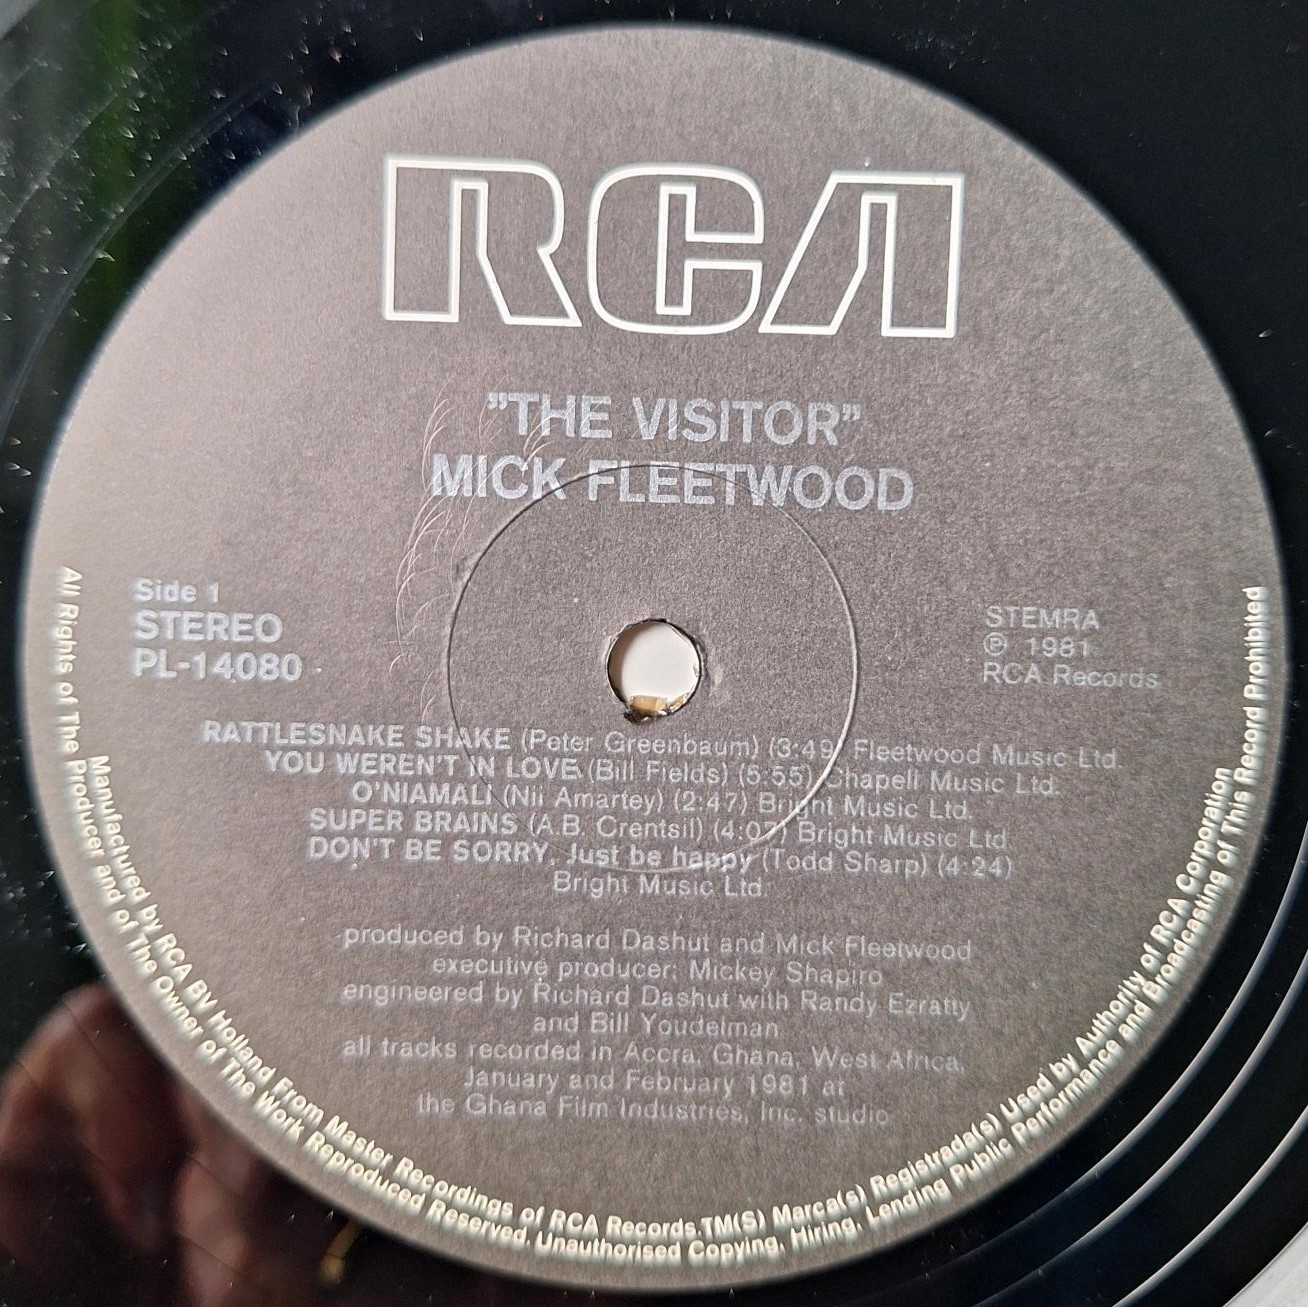 RCA
"THE VISITOR"
MICK FLEETWOOD
Side 1
STEREO
PL-14080
STEMRA
℗ 1981
RCA Records
RATTLESNAKE SHAKE (Peter Greenbaum) (3:49) Fleetwood Music Ltd.
YOU WEREN'T IN LOVE (Bill Fields) (5:55) Chapell Music Ltd.
O'NIAMALI (Nii Amartey) (2:47) Bright Music Ltd.
SUPER BRAINS (A.B. Crentsil) (4:07) Bright Music Ltd.
DON'T BE SORRY, Just be happy (Todd Sharp) (4:24)
Bright Music Ltd.
produced by Richard Dashut and Mick Fleetwood
executive producer: Mickey Shapiro
engineered by Richard Dashut with Randy Ezratty
and Bill Youdelman
all tracks recorded in Accra, Ghana, West Africa,
January and February 1981 at
the Ghana Film Industries, Inc. studio
Manufactured by RCA BV Holland From Master Recordings of RCA Records. TM(S) Marca(s) Registrada(s) Used by Authority of RCA Corporation
All Rights of The Producer and of The Owner of The Work Reproduced Reserved, Unauthorised Copying, Hiring, Lending Public Performance and Broadcasting of This Record Prohibited